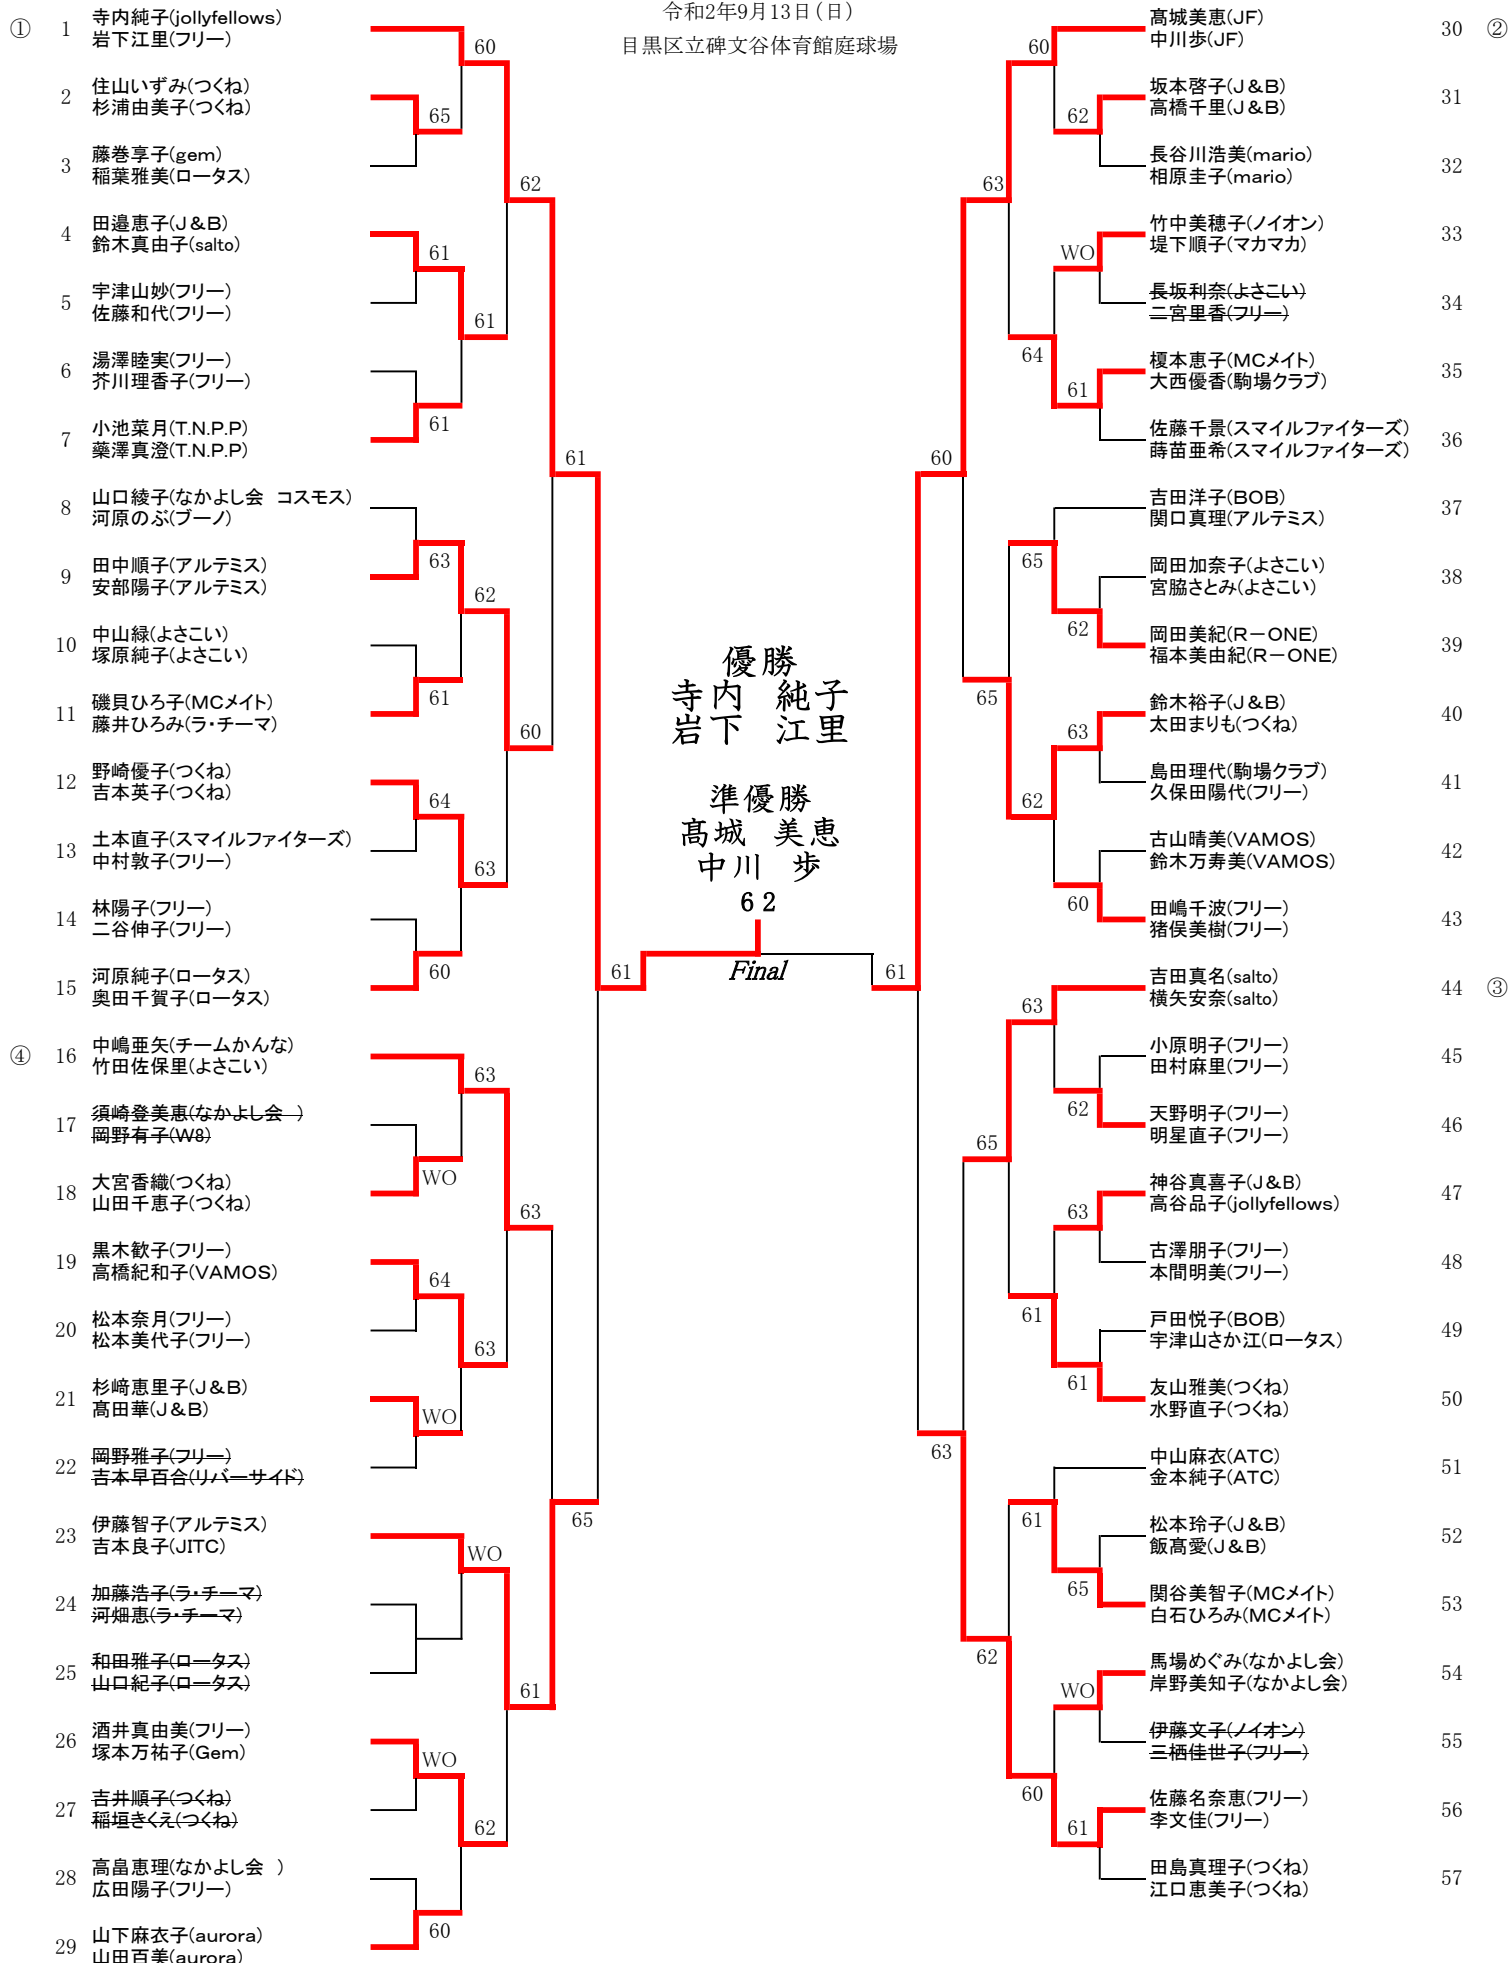 令和2年9月13日(日)
目黒区立碑文谷体育館庭球場
① 1 寺内純子(jollyfellows)
岩下江里(フリー)
60
2 住山いずみ(つくね)
杉浦由美子(つくね)
65
3 藤巻享子(gem)
稲葉雅美(ロータス)
62
4 田邉恵子(J&B)
鈴木真由子(salto)
61
5 宇津山妙(フリー)
佐藤和代(フリー)
61
6 湯澤睦実(フリー)
芥川理香子(フリー)
61
7 小池菜月(T.N.P.P)
藥澤真澄(T.N.P.P)
61
8 山口綾子(なかよし会 コスモス)
河原のぶ(ブーノ)
63
9 田中順子(アルテミス)
安部陽子(アルテミス)
62
10 中山緑(よさこい)
塚原純子(よさこい)
61
11 磯貝ひろ子(MCメイト)
藤井ひろみ(ラ・チーマ)
60
12 野崎優子(つくね)
吉本英子(つくね)
64
13 土本直子(スマイルファイターズ)
中村敦子(フリー)
63
14 林陽子(フリー)
二谷伸子(フリー)
60
15 河原純子(ロータス)
奥田千賀子(ロータス)
61
④ 16 中嶋亜矢(チームかんな)
竹田佐保里(よさこい)
63
17 須崎登美恵(なかよし会 )
岡野有子(W8)
WO
18 大宮香織(つくね)
山田千恵子(つくね)
63
19 黒木歓子(フリー)
高橋紀和子(VAMOS)
64
20 松本奈月(フリー)
松本美代子(フリー)
63
21 杉﨑恵里子(J&B)
髙田華(J&B)
WO
22 岡野雅子(フリー)
吉本早百合(リバーサイド)
65
23 伊藤智子(アルテミス)
吉本良子(JITC)
WO
24 加藤浩子(ラ・チーマ)
河畑恵(ラ・チーマ)
25 和田雅子(ロータス)
山口紀子(ロータス)
61
26 酒井真由美(フリー)
塚本万祐子(Gem)
WO
27 吉井順子(つくね)
稲垣きくえ(つくね)
62
28 高畠恵理(なかよし会 )
広田陽子(フリー)
60
29 山下麻衣子(aurora)
山田百美(aurora)
優勝
寺内 純子
岩下 江里
準優勝
髙城 美恵
中川 歩
6 2
Final
髙城美恵(JF) 30 ②
中川歩(JF)
60
坂本啓子(J&B) 31
高橋千里(J&B)
62
長谷川浩美(mario) 32
相原圭子(mario)
63
竹中美穂子(ノイオン) 33
堤下順子(マカマカ)
WO
長坂利奈(よさこい) 34
二宮里香(フリー)
64
榎本恵子(MCメイト) 35
大西優香(駒場クラブ)
61
佐藤千景(スマイルファイターズ) 36
蒔苗亜希(スマイルファイターズ)
60
吉田洋子(BOB) 37
関口真理(アルテミス)
65
岡田加奈子(よさこい) 38
宮脇さとみ(よさこい)
62
岡田美紀(R-ONE) 39
福本美由紀(R-ONE)
65
鈴木裕子(J&B) 40
太田まりも(つくね)
63
島田理代(駒場クラブ) 41
久保田陽代(フリー)
62
古山晴美(VAMOS) 42
鈴木万寿美(VAMOS)
60
田嶋千波(フリー) 43
猪俣美樹(フリー)
61
吉田真名(salto) 44 ③
横矢安奈(salto)
63
小原明子(フリー) 45
田村麻里(フリー)
62
天野明子(フリー) 46
明星直子(フリー)
65
神谷真喜子(J&B) 47
高谷品子(jollyfellows)
63
古澤朋子(フリー) 48
本間明美(フリー)
61
戸田悦子(BOB) 49
宇津山さか江(ロータス)
61
友山雅美(つくね) 50
水野直子(つくね)
63
中山麻衣(ATC) 51
金本純子(ATC)
61
松本玲子(J&B) 52
飯髙愛(J&B)
65
関谷美智子(MCメイト) 53
白石ひろみ(MCメイト)
62
馬場めぐみ(なかよし会) 54
岸野美知子(なかよし会)
WO
伊藤文子(ノイオン) 55
三栖佳世子(フリー)
60
佐藤名奈恵(フリー) 56
李文佳(フリー)
61
田島真理子(つくね) 57
江口恵美子(つくね)